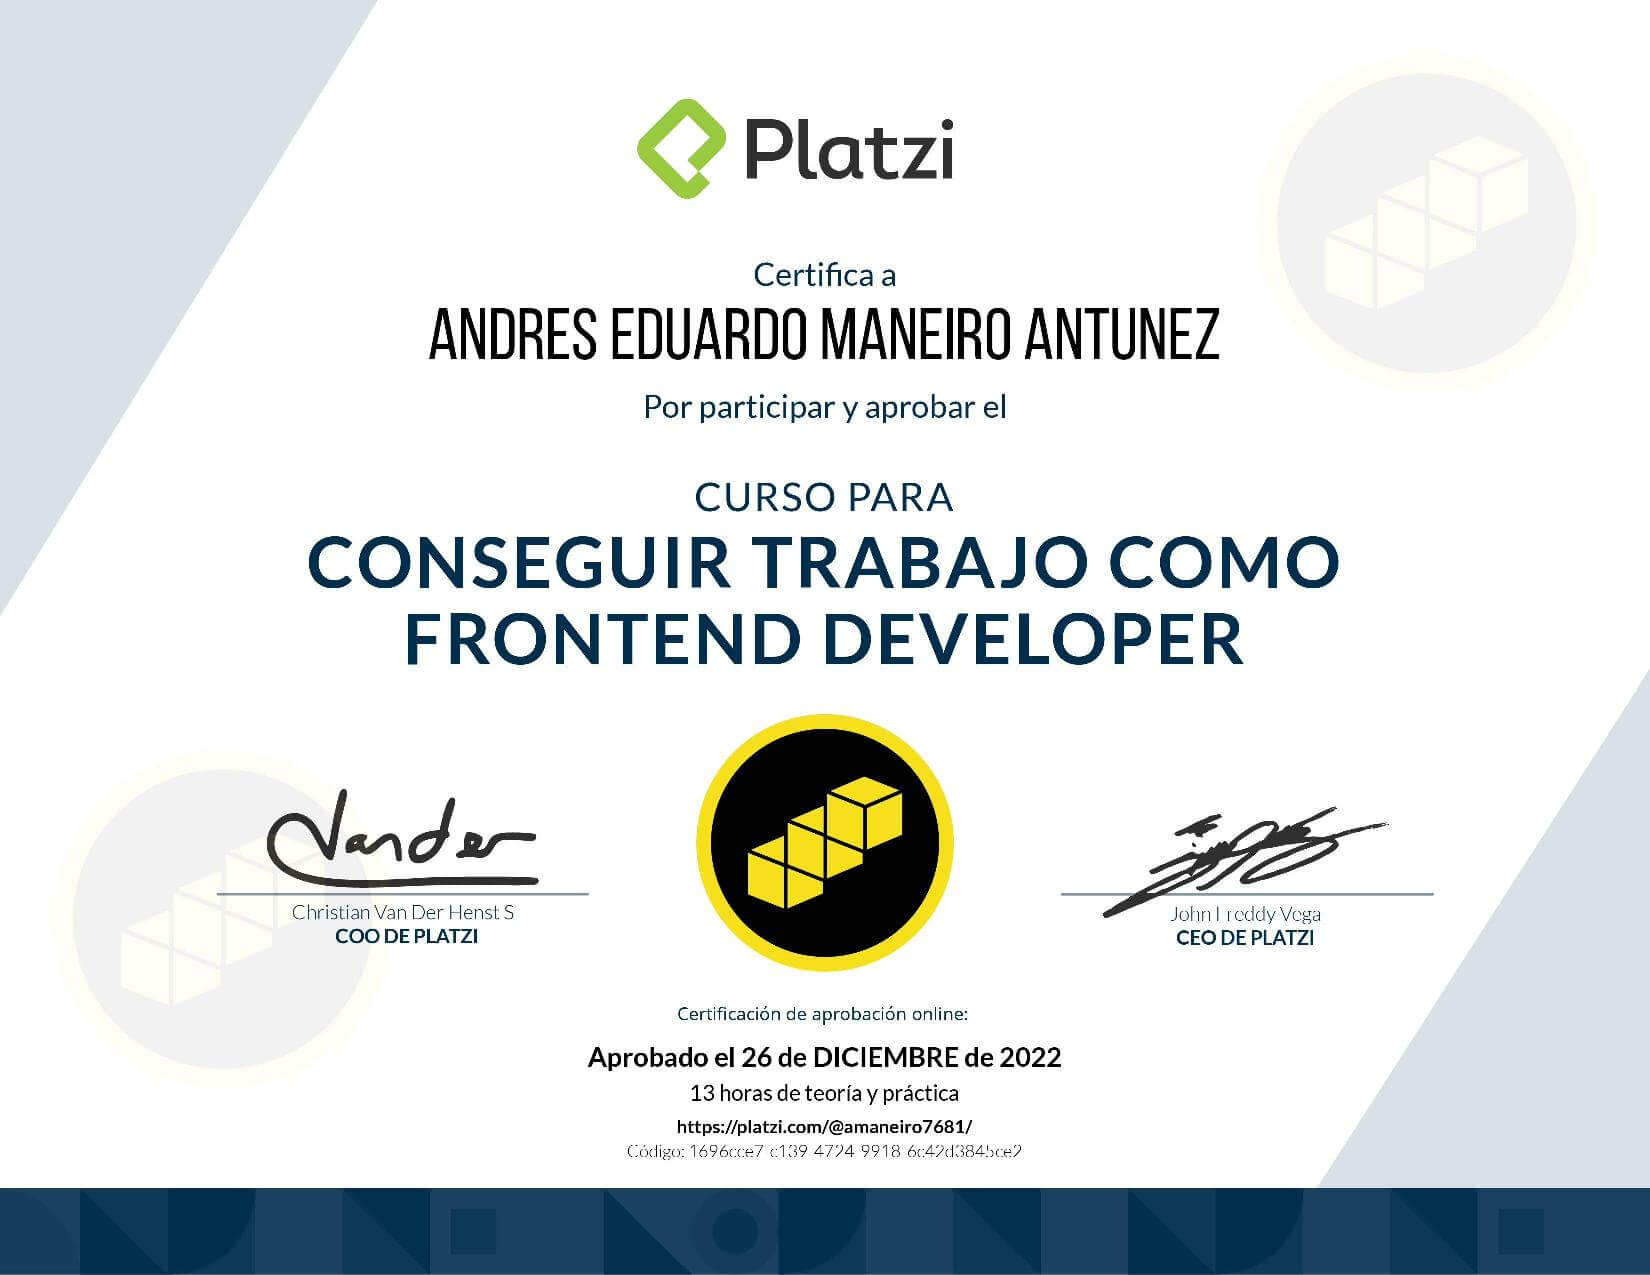 Platzi
Certifica a
ANDRES EDUARDO MANEIRO ANTUNEZ
Por participar y aprobar el
CURSO PARA
CONSEGUIR TRABAJO COMO
FRONTEND DEVELOPER
Vander
Christian Van Der Henst S
COO DE PLATZI
John Freddy Vega
CEO DE PLATZI
Certificación de aprobación online:
Aprobado el 26 de DICIEMBRE de 2022
13 horas de teoría y práctica
https://platzi.com/@amaneiro7681/
Código: 1696cce7-c139-4724-9918-6c42d3845ce2